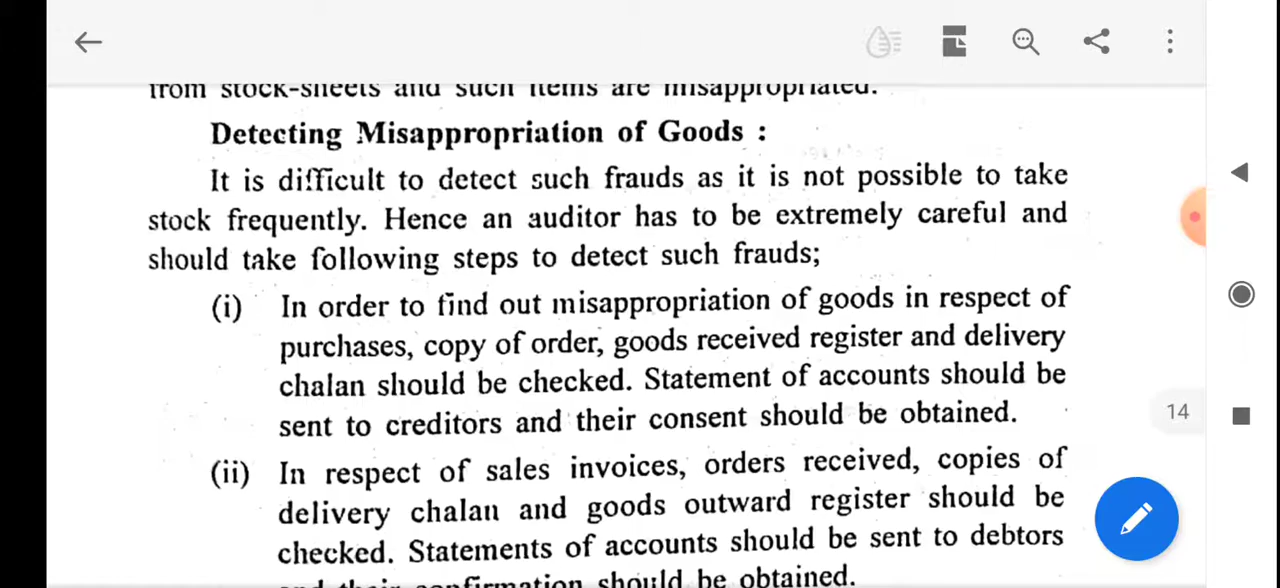 from stock-sheets and such items are misappropriated.
Detecting Misappropriation of Goods :
It is difficult to detect such frauds as it is not possible to take
stock frequently. Hence an auditor has to be extremely careful and
should take following steps to detect such frauds;
(i) In order to find out misappropriation of goods in respect of
purchases, copy of order, goods received register and delivery
chalan should be checked. Statement of accounts should be
sent to creditors and their consent should be obtained.
14
(ii) In respect of sales invoices, orders received, copies of
delivery chalan and goods outward register should be
checked. Statements of accounts should be sent to debtors
and their confirmation should be obtained.